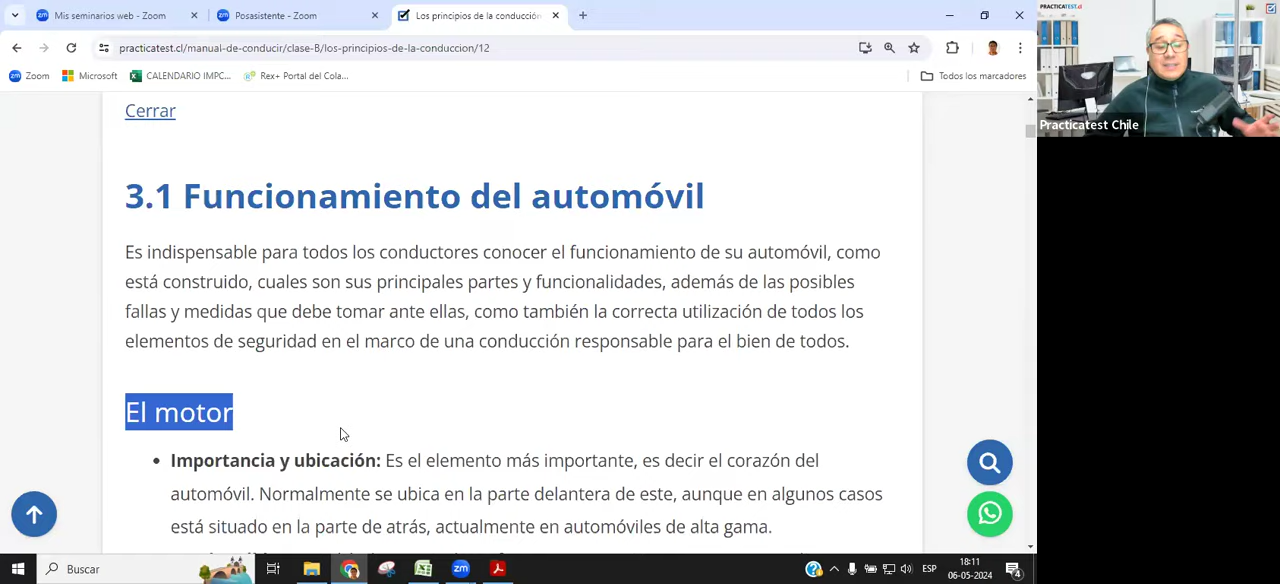 Mis seminarios web - Zoom
Posasistente - Zoom
Los principios de la conducción
practicatest.cl/manual-de-conducir/clase-B/los-principios-de-la-conduccion/12
Zoom
Microsoft
CALENDARIO IMPC...
Rex+ Portal del Cola...
Todos los marcadores
PRACTICATEST.cl
Practicatest Chile
Cerrar
3.1 Funcionamiento del automóvil
Es indispensable para todos los conductores conocer el funcionamiento de su automóvil, como
está construido, cuales son sus principales partes y funcionalidades, además de las posibles
fallas y medidas que debe tomar ante ellas, como también la correcta utilización de todos los
elementos de seguridad en el marco de una conducción responsable para el bien de todos.
El motor
• Importancia y ubicación: Es el elemento más importante, es decir el corazón del
automóvil. Normalmente se ubica en la parte delantera de este, aunque en algunos casos
está situado en la parte de atrás, actualmente en automóviles de alta gama.
Buscar
ESP
18:11
06-05-2024
4